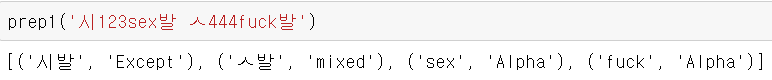 prep1('시123sex발 ㅅ444fuck발')
[('시발', 'Except'), ('ㅅ발', 'mixed'), ('sex', 'Alpha'), ('fuck', 'Alpha')]